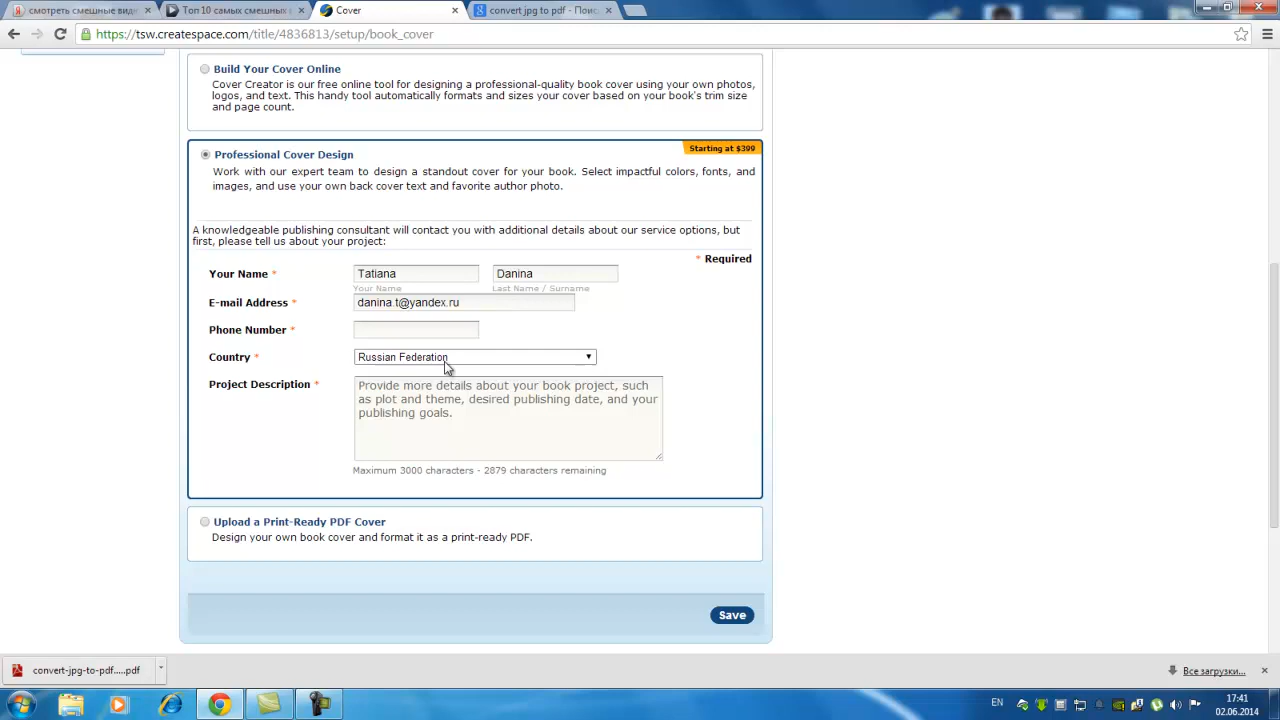 смотреть смешные виде
Топ 10 самых смешных в
Cover
convert jpg to pdf - Поис
https://tsw.createspace.com/title/4836813/setup/book_cover
Build Your Cover Online
Cover Creator is our free online tool for designing a professional-quality book cover using your own photos,
logos, and text. This handy tool automatically formats and sizes your cover based on your book's trim size
and page count.
Professional Cover Design
Starting at $399
Work with our expert team to design a standout cover for your book. Select impactful colors, fonts, and
images, and use your own back cover text and favorite author photo.
A knowledgeable publishing consultant will contact you with additional details about our service options, but
first, please tell us about your project:
* Required
Your Name * Tatiana Danina
Your Name Last Name / Surname
E-mail Address * danina.t@yandex.ru
Phone Number *
Country * Russian Federation
Project Description *
Provide more details about your book project, such
as plot and theme, desired publishing date, and your
publishing goals.
Maximum 3000 characters - 2879 characters remaining
Upload a Print-Ready PDF Cover
Design your own book cover and format it as a print-ready PDF.
Save
convert-jpg-to-pdf.....pdf
Все загрузки...
EN
17:41
02.06.2014